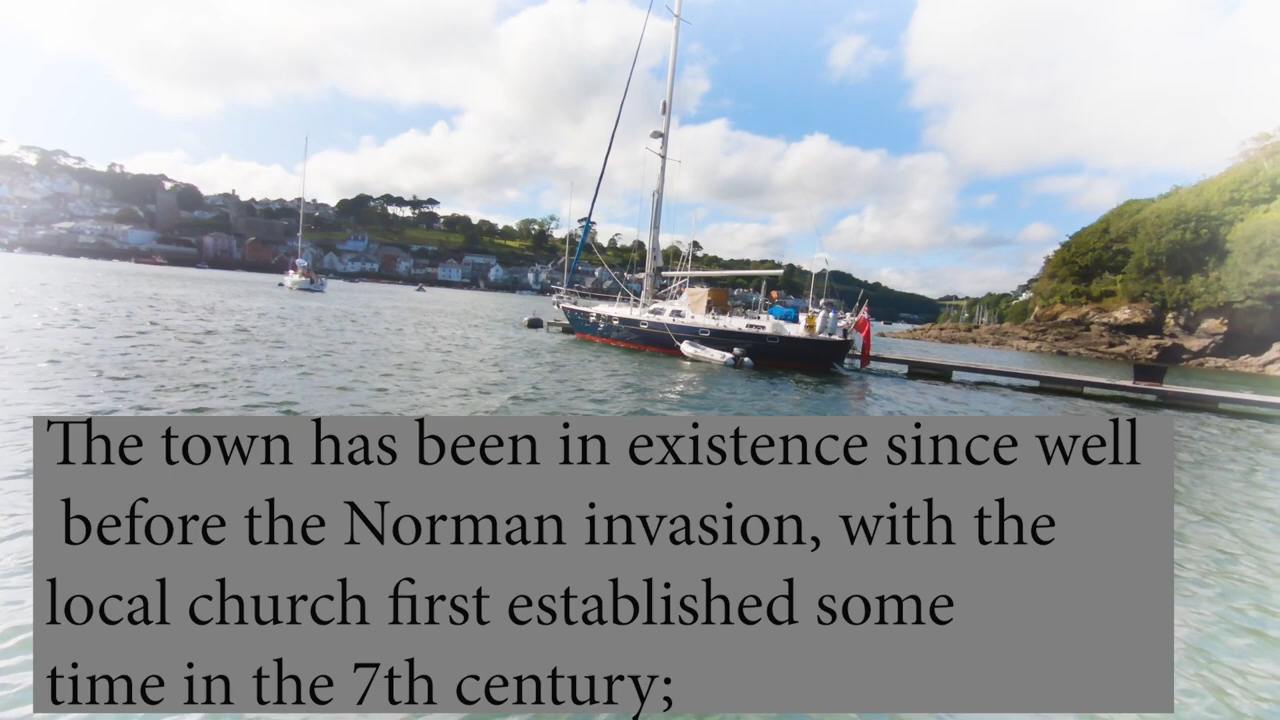 The town has been in existence since well
before the Norman invasion, with the
local church first established some
time in the 7th century;